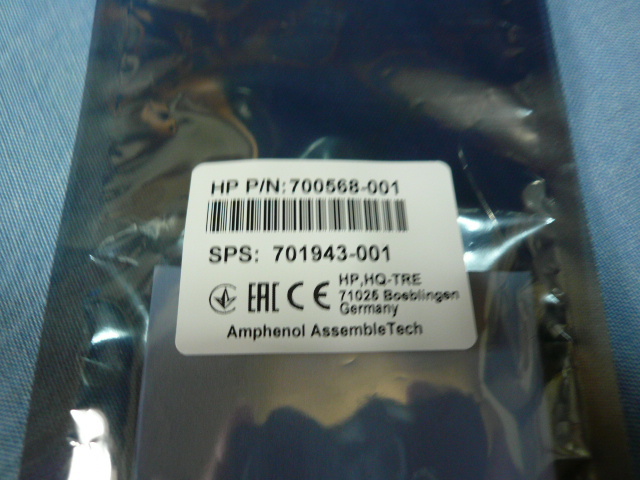 HP P/N: 700568-001
SPS: 701943-001
EAC CE HP,HQ-TRE
71025 Boeblingen
Germany
Amphenol AssembleTech